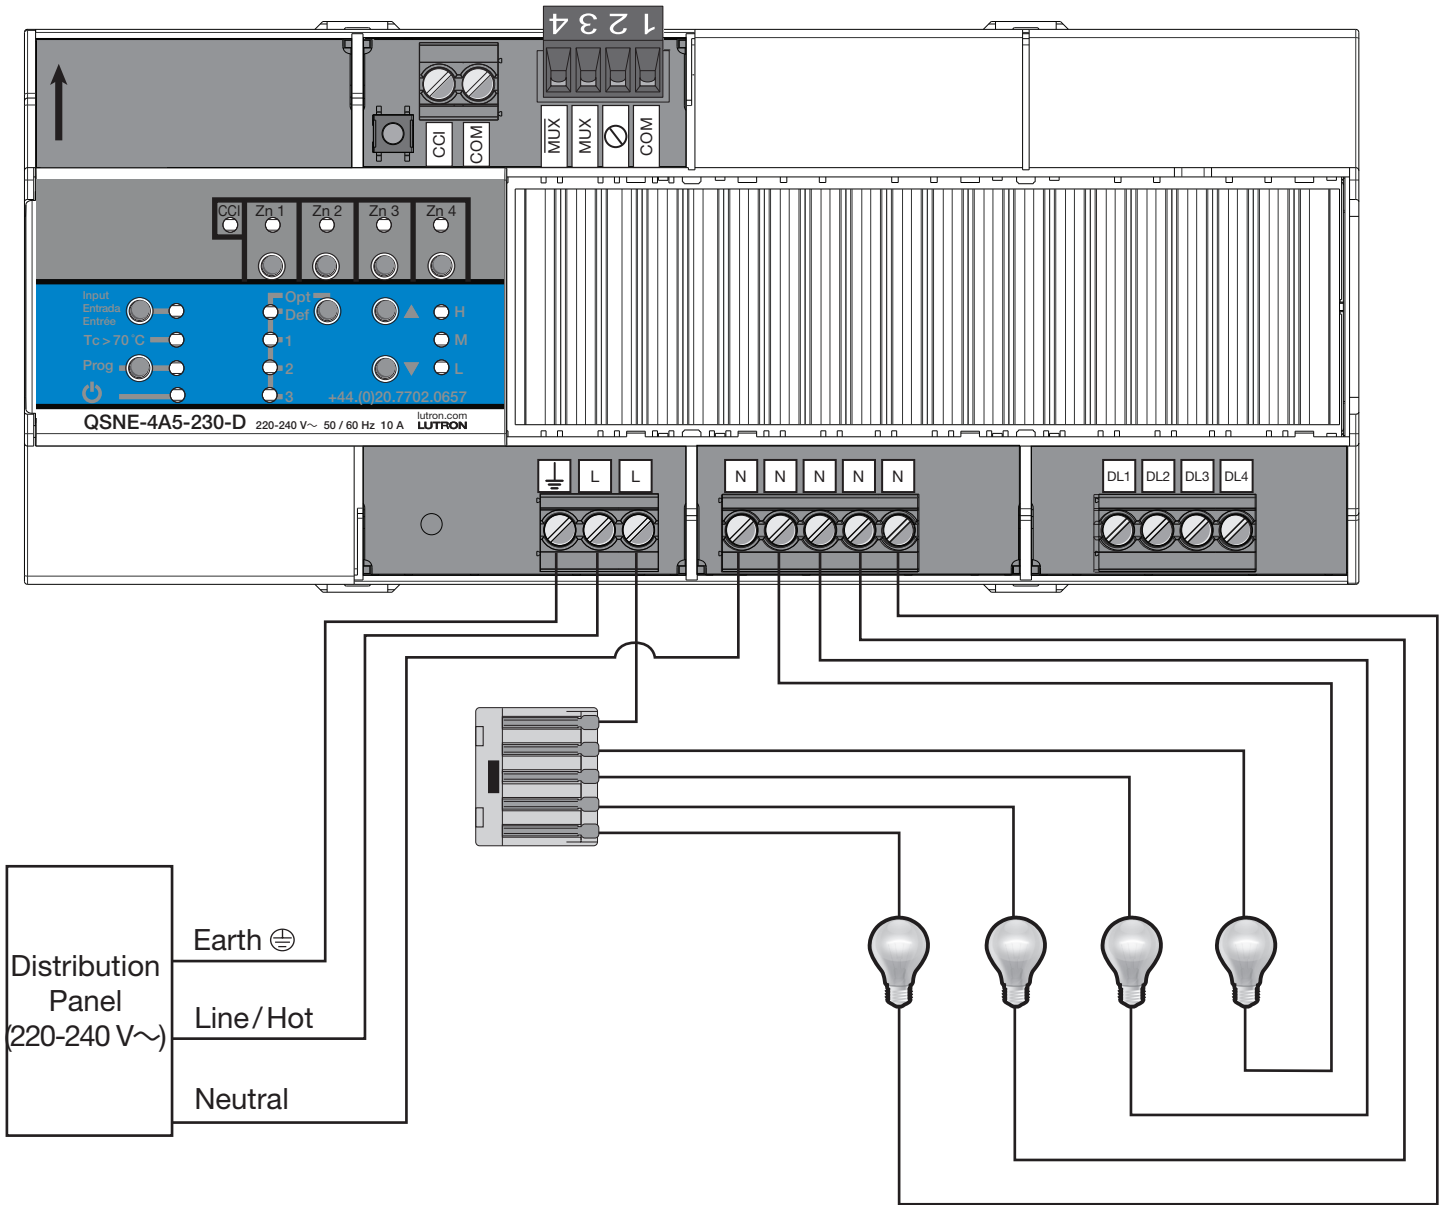 4 3 2 1
CCI
COM
MUX
MUX
COM
CCI Zn 1 Zn 2 Zn 3 Zn 4
Input
Entrada
Entrée
Opt
Def
H
Tc > 70 ˚C
1
M
Prog
2
L
3
+44.(0)20.7702.0657
QSNE-4A5-230-D 220-240 V~ 50 / 60 Hz 10 A
lutron.com
LUTRON
L L
N N N N N
DL1 DL2 DL3 DL4
Earth
Distribution
Panel
(220-240 V~)
Line/Hot
Neutral